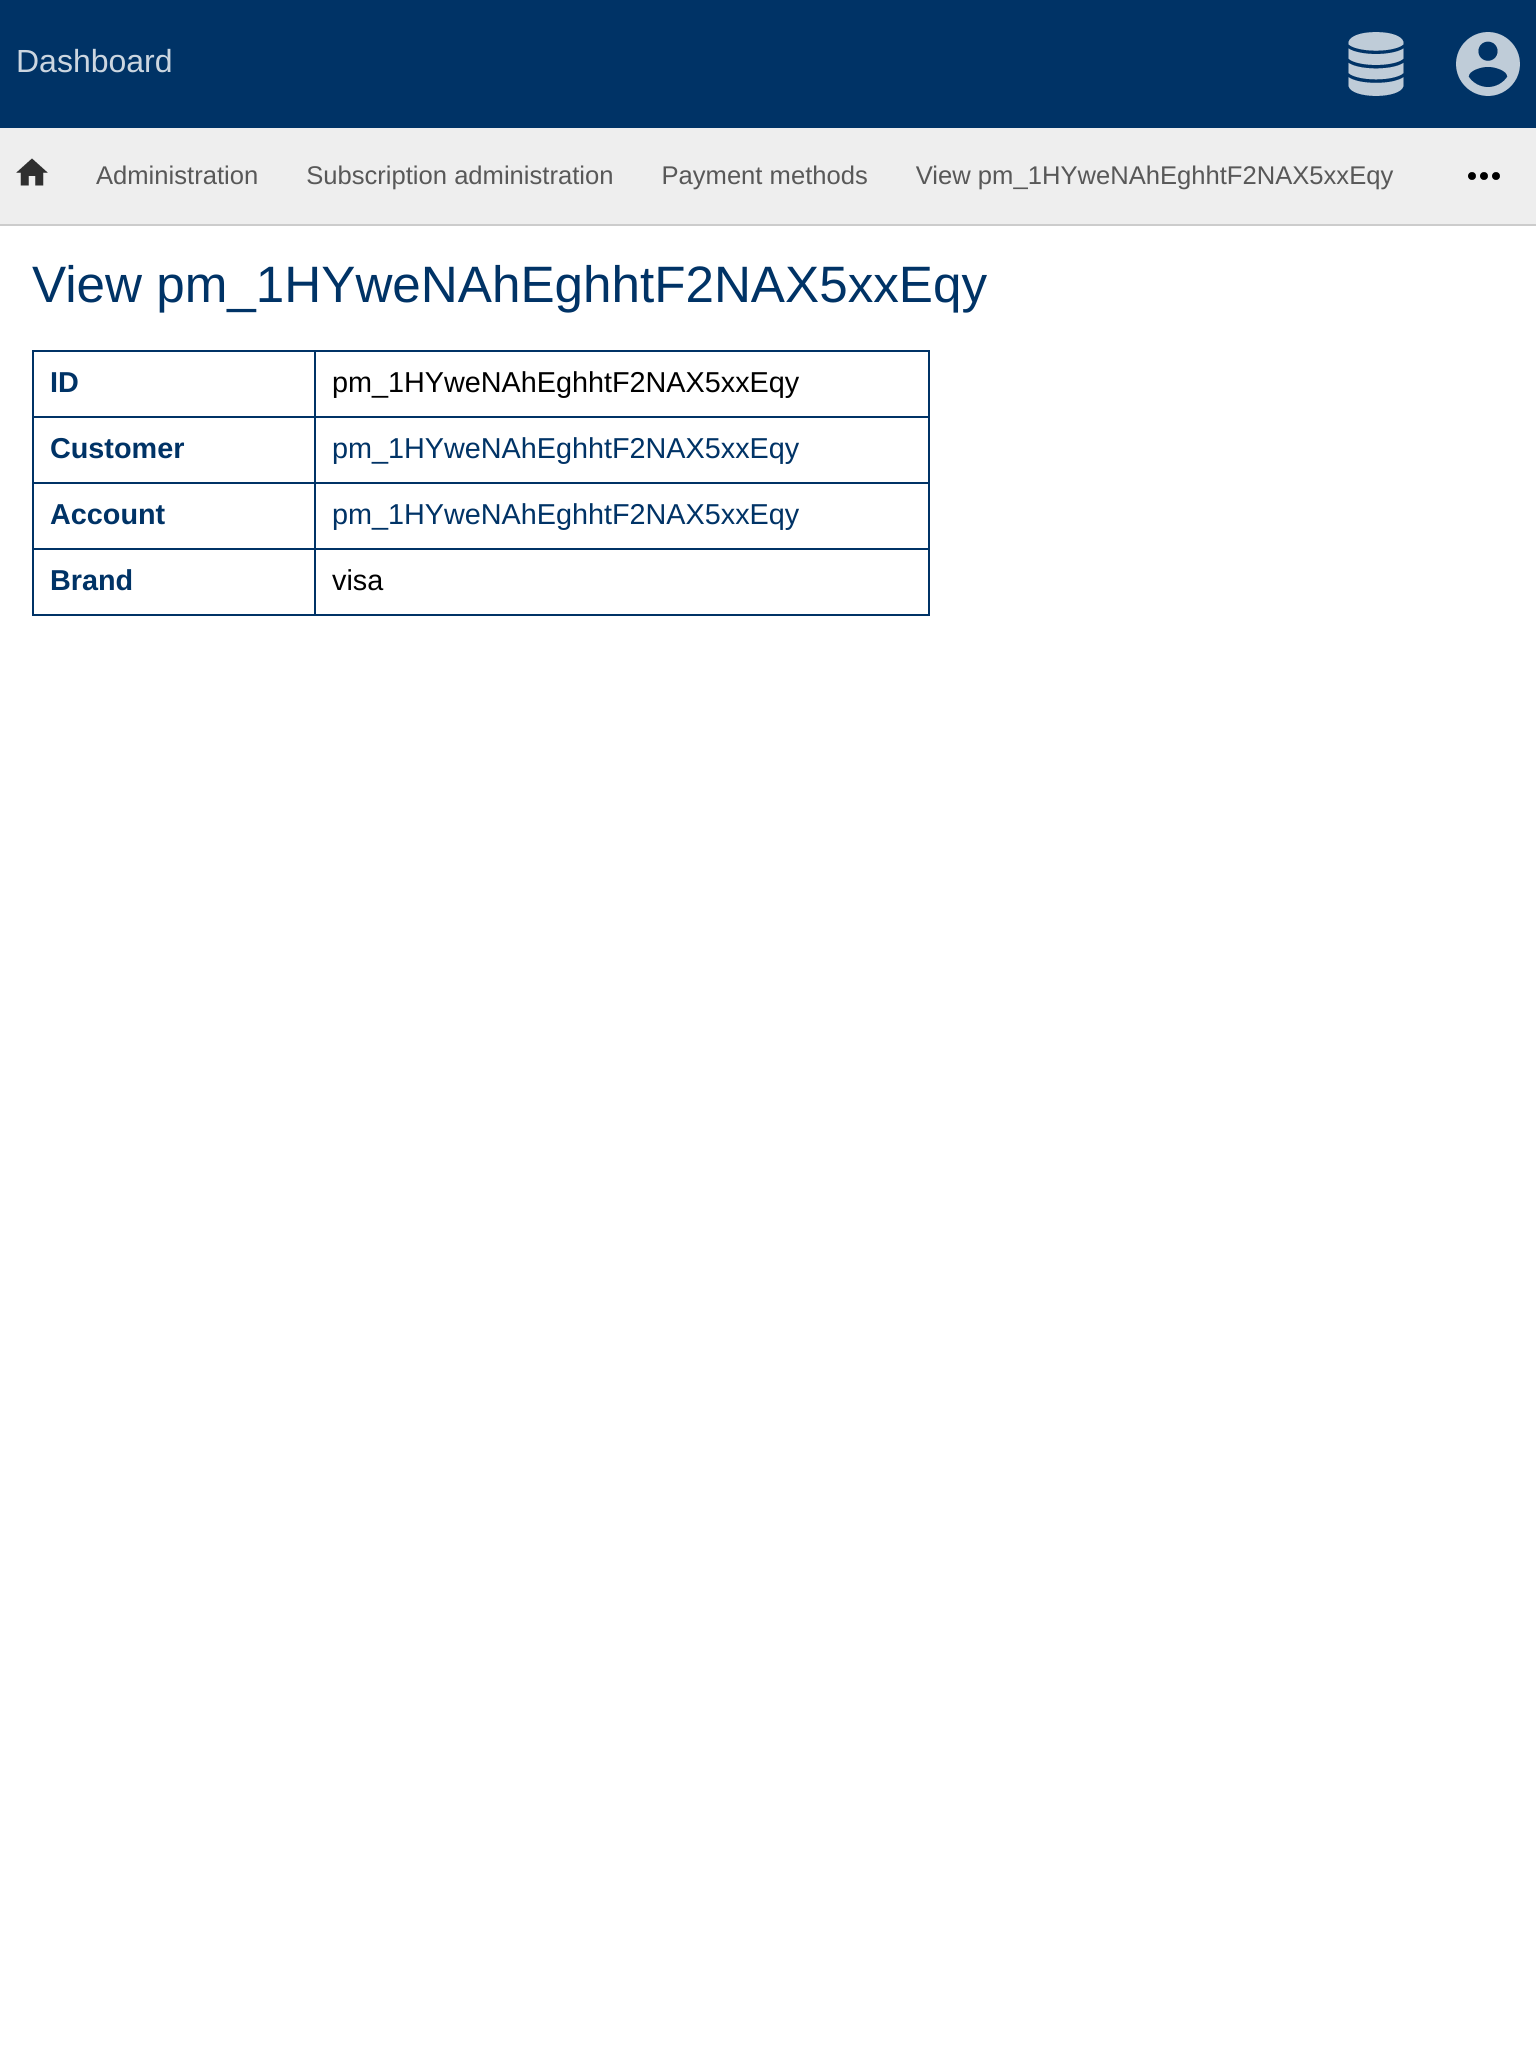 Dashboard
Administration Subscription administration Payment methods View pm_1HYweNAhEghhtF2NAX5xxEqy
View pm_1HYweNAhEghhtF2NAX5xxEqy
ID pm_1HYweNAhEghhtF2NAX5xxEqy
Customer pm_1HYweNAhEghhtF2NAX5xxEqy
Account pm_1HYweNAhEghhtF2NAX5xxEqy
Brand visa